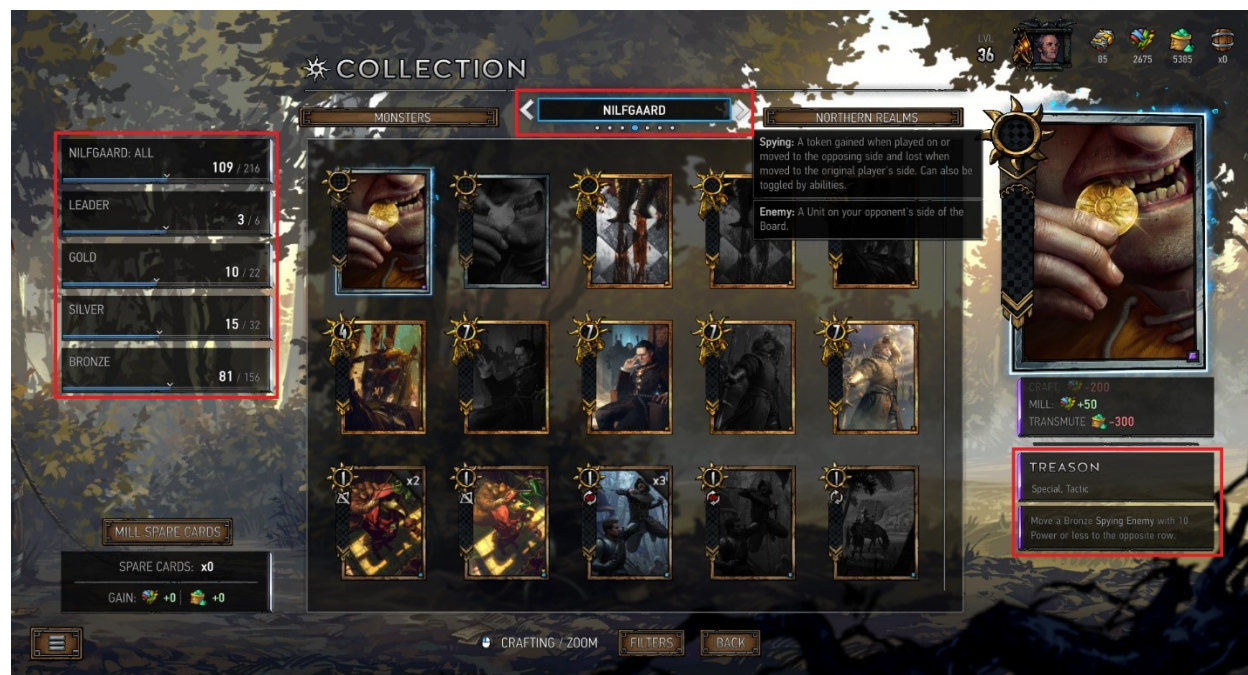 LVL
36
85
2675
5385
x0
COLLECTION
MONSTERS
NILFGAARD
NORTHERN REALMS
NILFGAARD: ALL
109 / 216
LEADER
3 / 6
GOLD
10 / 22
SILVER
15 / 32
BRONZE
81 / 156
Spying: A token gained when played on or
moved to the opposing side and lost when
moved to the original player's side. Can also be
toggled by abilities.
Enemy: A Unit on your opponent's side of the
Board.
4
7
7
7
7
1
x2
1
1
x3
1
1
CRAFT: -200
MILL: +50
TRANSMUTE -300
TREASON
Special, Tactic
Move a Bronze Spying Enemy with 10
Power or less to the opposite row.
MILL SPARE CARDS
SPARE CARDS: x0
GAIN: +0 | +0
CRAFTING / ZOOM
FILTERS
BACK